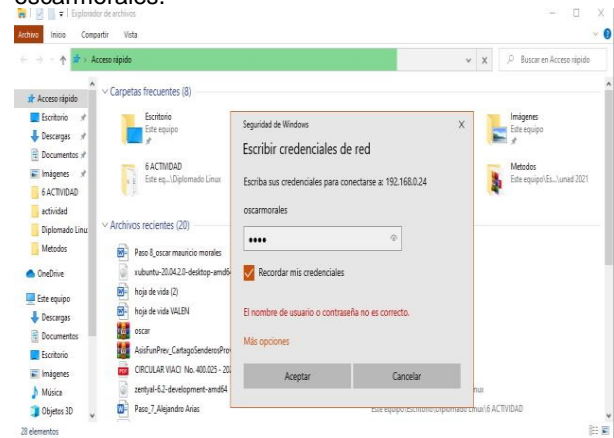 oscarmorales.
Explorador de archivos
Archivo Inicio Compartir Vista
Acceso rápido
Buscar en Acceso rápido
Acceso rápido
Escritorio
Descargas
Documentos
Imágenes
6 ACTIVIDAD
actividad
Diplomado Linu
Metodos
OneDrive
Este equipo
Descargas
Documentos
Escritorio
Imágenes
Música
Objetos 3D
28 elementos
Carpetas frecuentes (8)
Escritorio
Este equipo
6 ACTIVIDAD
Este eq...\Diplomado Linux
Imágenes
Este equipo
Metodos
Este equipo\Es...\unad 2021
Archivos recientes (20)
Paso 8_oscar mauricio morales
xubuntu-20.04.2.0-desktop-amd6
hoja de vida (2)
hoja de vida VALEN
oscar
AsisFunPrev_CartagoSenderosPro
CIRCULAR VIACI No. 400.025 - 20
zentyal-6.2-development-amd64
Paso_7_Alejandro Arias
Este equipo\Escritorio\Diplomado Linux\6 ACTIVIDAD
Seguridad de Windows X
Escribir credenciales de red
Escriba sus credenciales para conectarse a: 192.168.0.24
oscarmorales
••••
Recordar mis credenciales
El nombre de usuario o contraseña no es correcto.
Más opciones
Aceptar Cancelar